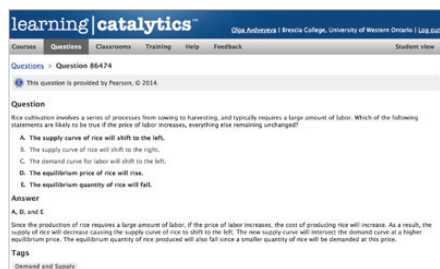 learning|catalytics™
Olga Avdyeyeva | Brescia College, University of Western Ontario | Log out
Courses Questions Classrooms Training Help Feedback Student view
Questions > Question 86474
This question is provided by Pearson, © 2014.
Question
Rice cultivation involves a series of processes from sowing to harvesting, and typically requires a large amount of labor. Which of the following
statements are likely to be true if the price of labor increases, everything else remaining unchanged?
A. The supply curve of rice will shift to the left.
B. The supply curve of rice will shift to the right.
C. The demand curve for labor will shift to the left.
D. The equilibrium price of rice will rise.
E. The equilibrium quantity of rice will fall.
Answer
A, D, and E
Since the production of rice requires a large amount of labor, if the price of labor increases, the cost of producing rice will increase. As a result, the
supply of rice will decrease causing the supply curve of rice to shift to the left. The new supply curve will intersect the demand curve at a higher
equilibrium price. The equilibrium quantity of rice produced will also fall since a smaller quantity of rice will be demanded at this price.
Tags
Demand and Supply